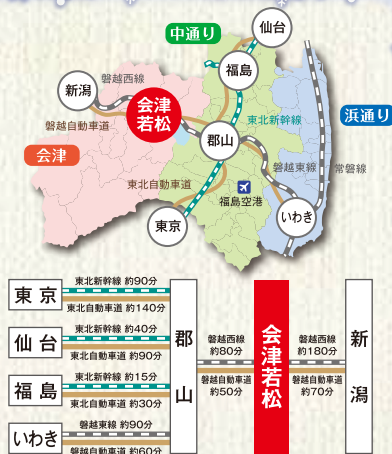 仙台
中通り
福島
新潟
磐越西線
会津
若松
東北新幹線
浜通り
磐越自動車道
郡山
会津
磐越東線
常磐線
東北自動車道
福島空港
東京
いわき
東京
東北新幹線 約90分
東北自動車道 約140分
仙台
東北新幹線 約40分
東北自動車道 約90分
福島
東北新幹線 約15分
東北自動車道 約30分
いわき
磐越東線 約90分
磐越自動車道 約60分
郡山
磐越西線
約80分
磐越自動車道
約50分
会津若松
磐越西線
約180分
磐越自動車道
約70分
新潟